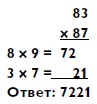 83
× 87
8 × 9 = 72
3 × 7 = 21
Ответ: 7221